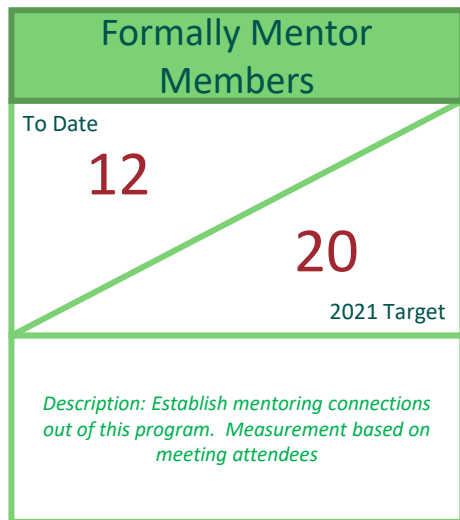 Formally Mentor
Members
To Date
12
20
2021 Target
Description: Establish mentoring connections
out of this program.  Measurement based on
meeting attendees